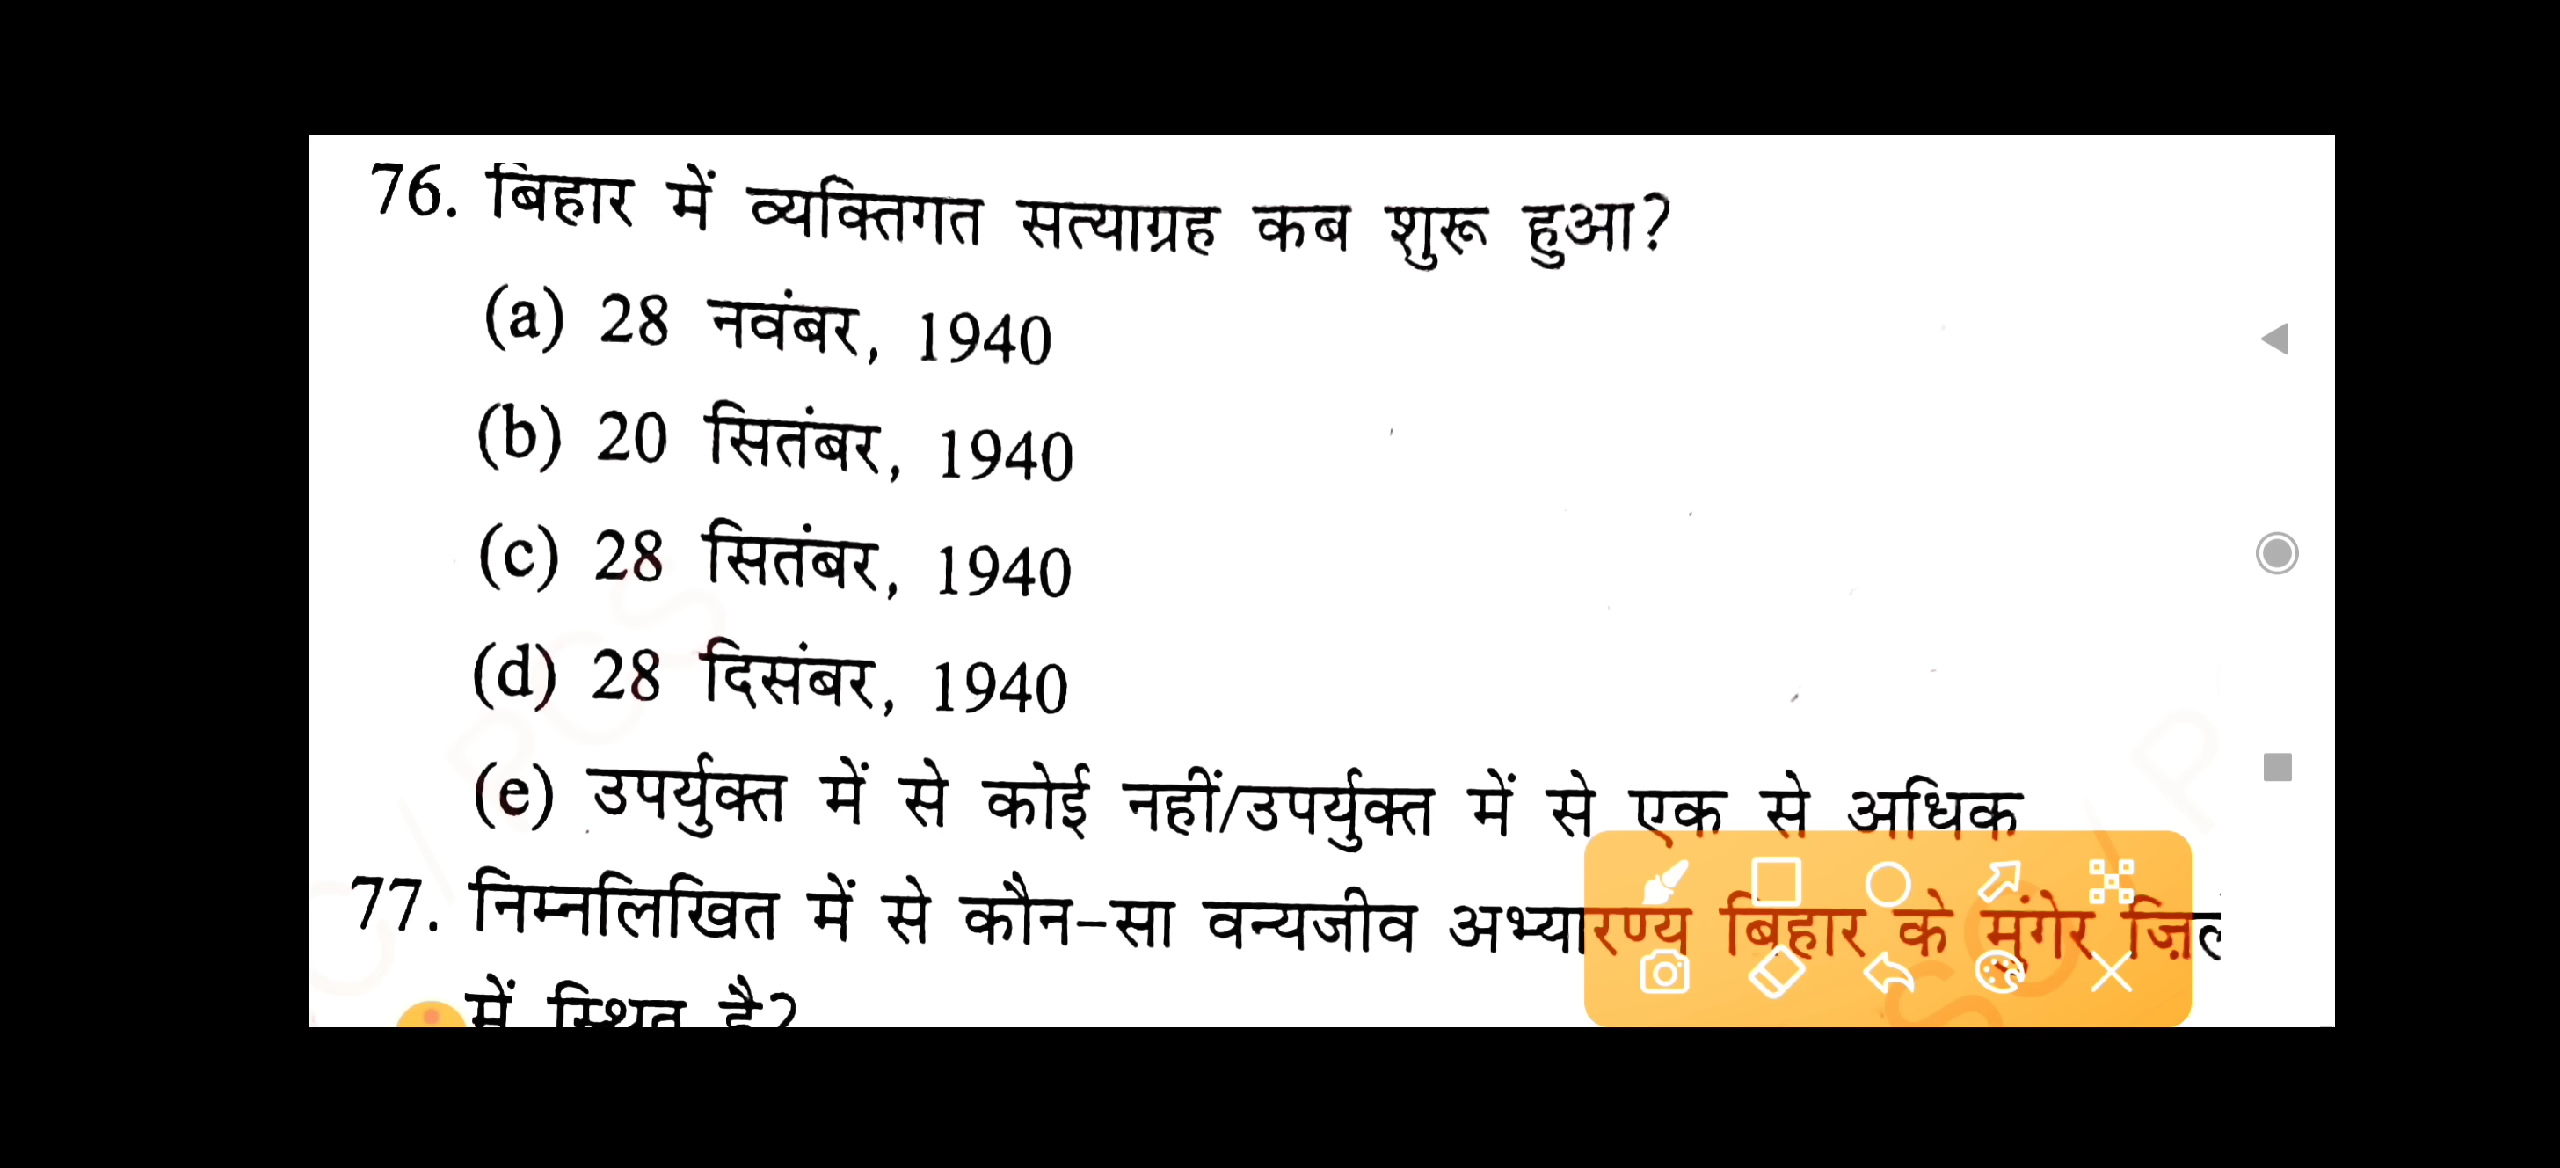 76. बिहार में व्यक्तिगत सत्याग्रह कब शुरू हुआ?
(a) 28 नवंबर, 1940
(b) 20 सितंबर, 1940
(c) 28 सितंबर, 1940
(d) 28 दिसंबर, 1940
(e) उपर्युक्त में से कोई नहीं/उपर्युक्त में से एक से अधिक
77. निम्नलिखित में से कौन-सा वन्यजीव अभ्यारण्य बिहार के मुंगेर
में स्थित है?